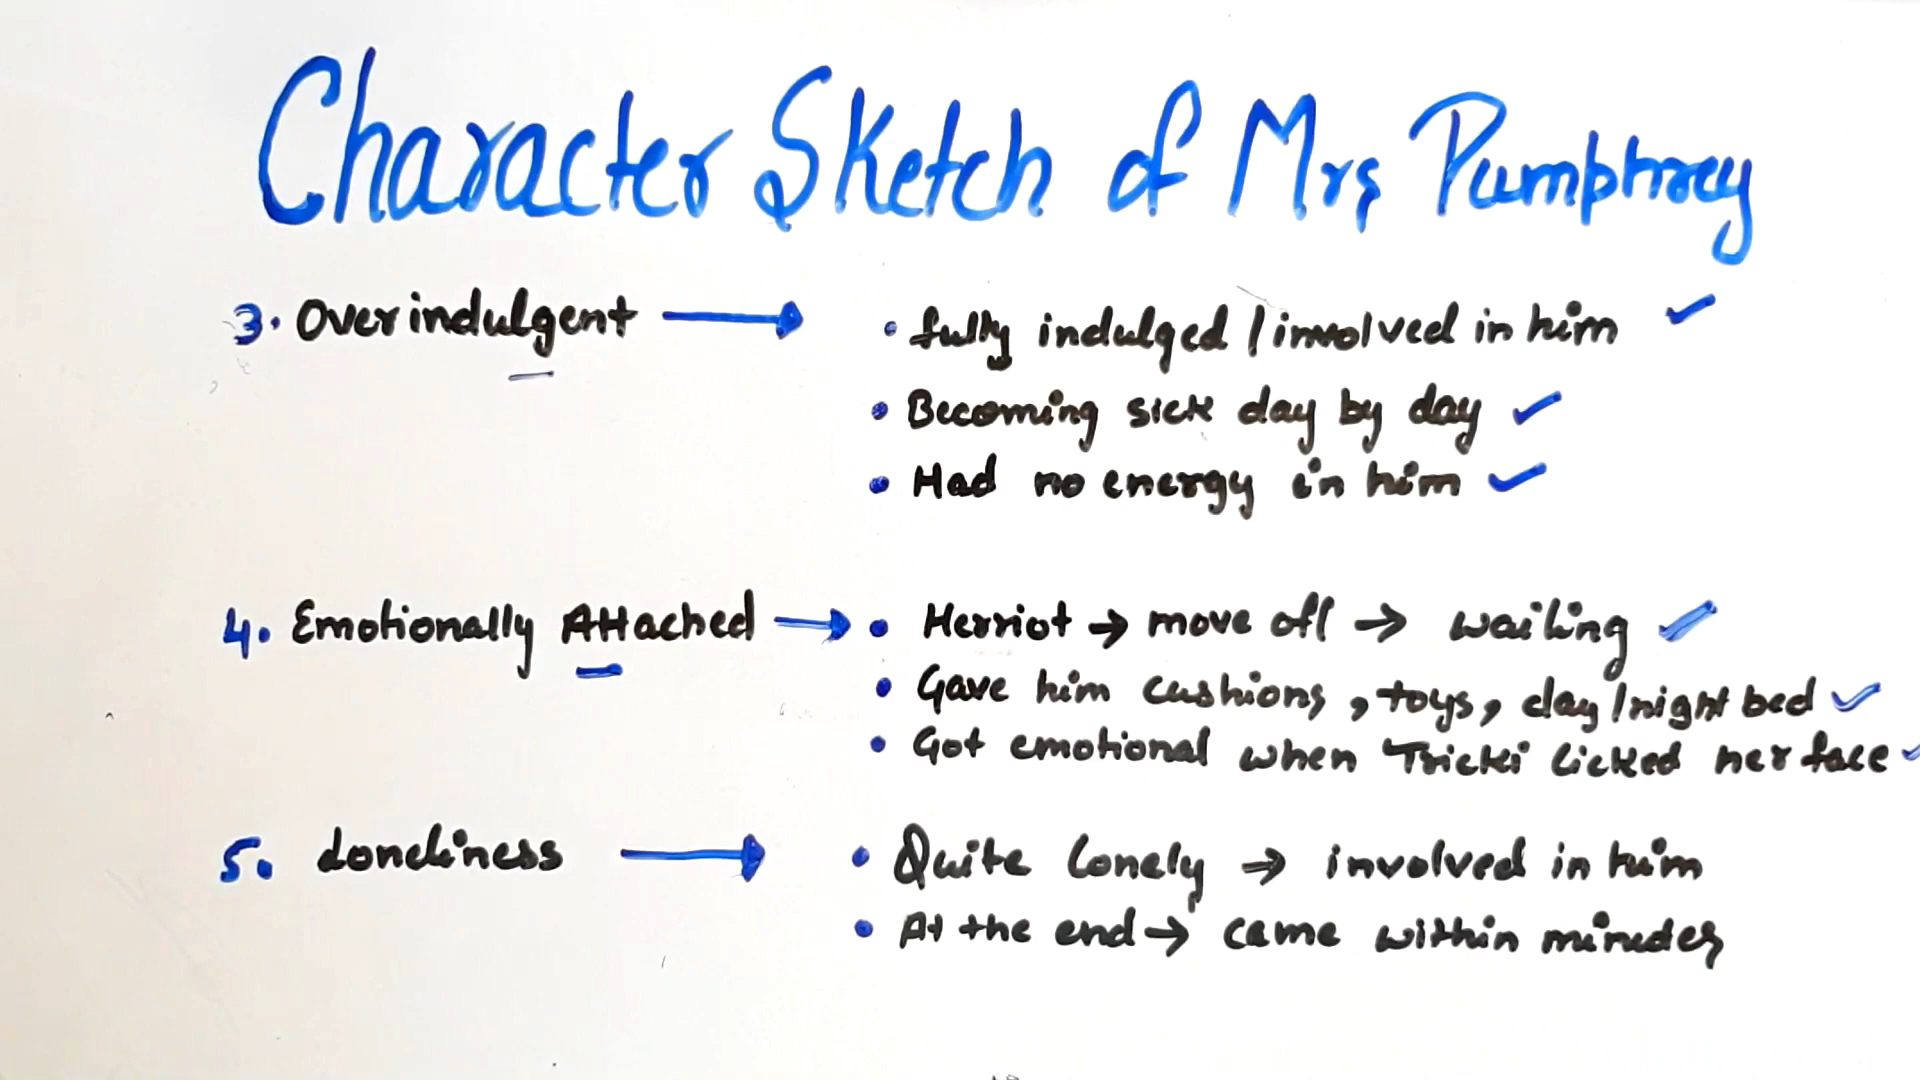 Character Sketch of Mrs Pumphrey
3. Overindulgent → • fully indulged / involved in him ✓
• Becoming sick day by day ✓
• Had no energy in him ✓
4. Emotionally Attached → • Herriot → move off → wailing ✓
• Gave him cushions, toys, day/night bed ✓
• Got emotional when Tricki licked her face ✓
5. Loneliness → • Quite lonely → involved in him
• At the end → came within minutes